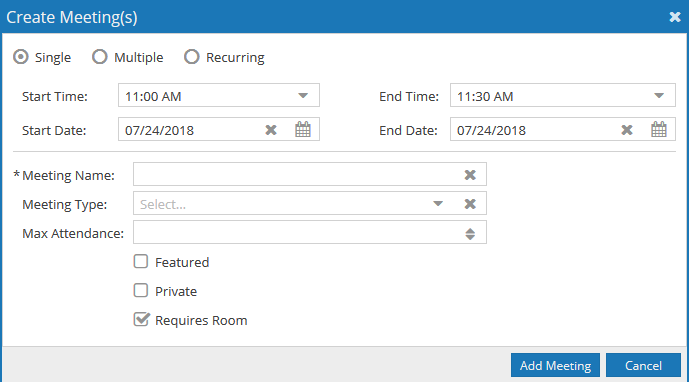 Create Meeting(s)
Single Multiple Recurring
Start Time: 11:00 AM End Time: 11:30 AM
Start Date: 07/24/2018 End Date: 07/24/2018
* Meeting Name:
Meeting Type: Select...
Max Attendance:
Featured
Private
Requires Room
Add Meeting Cancel